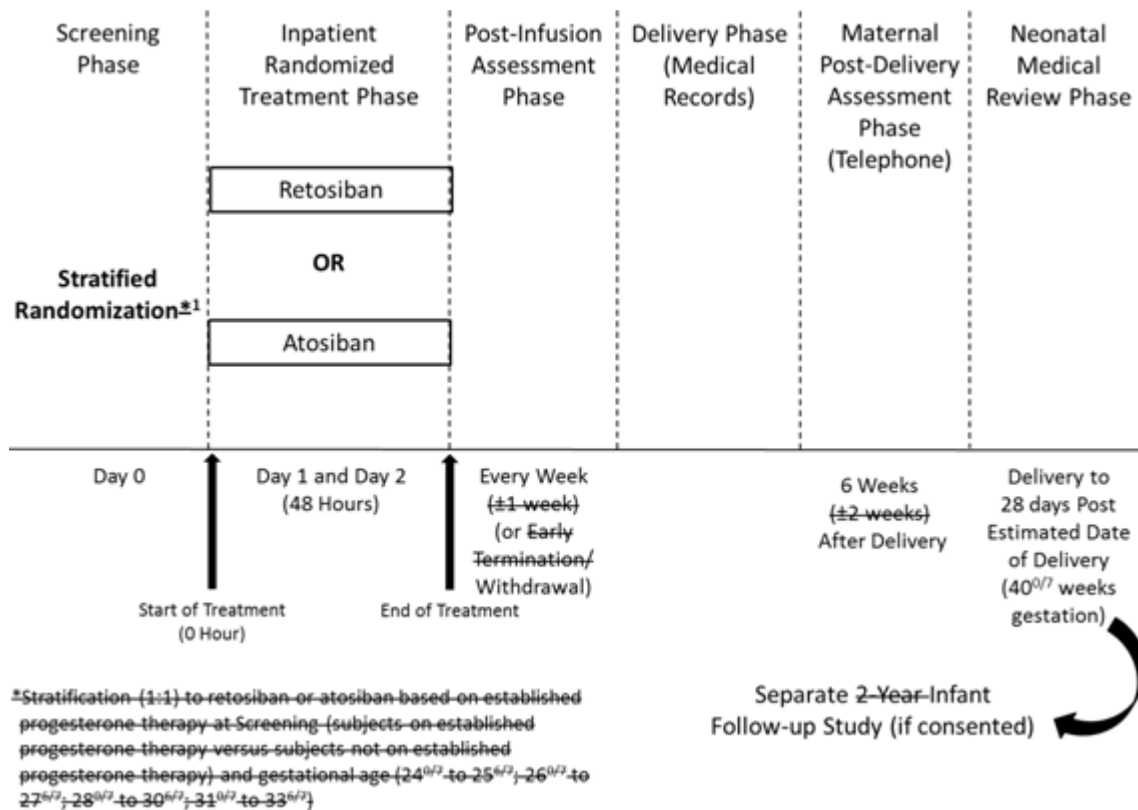 Screening
Phase
Inpatient
Randomized
Treatment Phase
Post-Infusion
Assessment
Phase
Delivery Phase
(Medical
Records)
Maternal
Post-Delivery
Assessment
Phase
(Telephone)
Neonatal
Medical
Review Phase
Retosiban
OR
Stratified
Randomization*1
Atosiban
Day 0
Day 1 and Day 2
(48 Hours)
Every Week
(±1 week)
(or Early
Termination/
Withdrawal)
6 Weeks
(±2 weeks)
After Delivery
Delivery to
28 days Post
Estimated Date
of Delivery
(40^0/7 weeks
gestation)
Start of Treatment
(0 Hour)
End of Treatment
*Stratification (1:1) to retosiban or atosiban based on established
progesterone therapy at Screening (subjects on established
progesterone therapy versus subjects not on established
progesterone therapy) and gestational age (24^0/7 to 25^6/7; 26^0/7 to
27^6/7; 28^0/7 to 30^6/7; 31^0/7 to 33^6/7)
Separate 2-Year Infant
Follow-up Study (if consented)